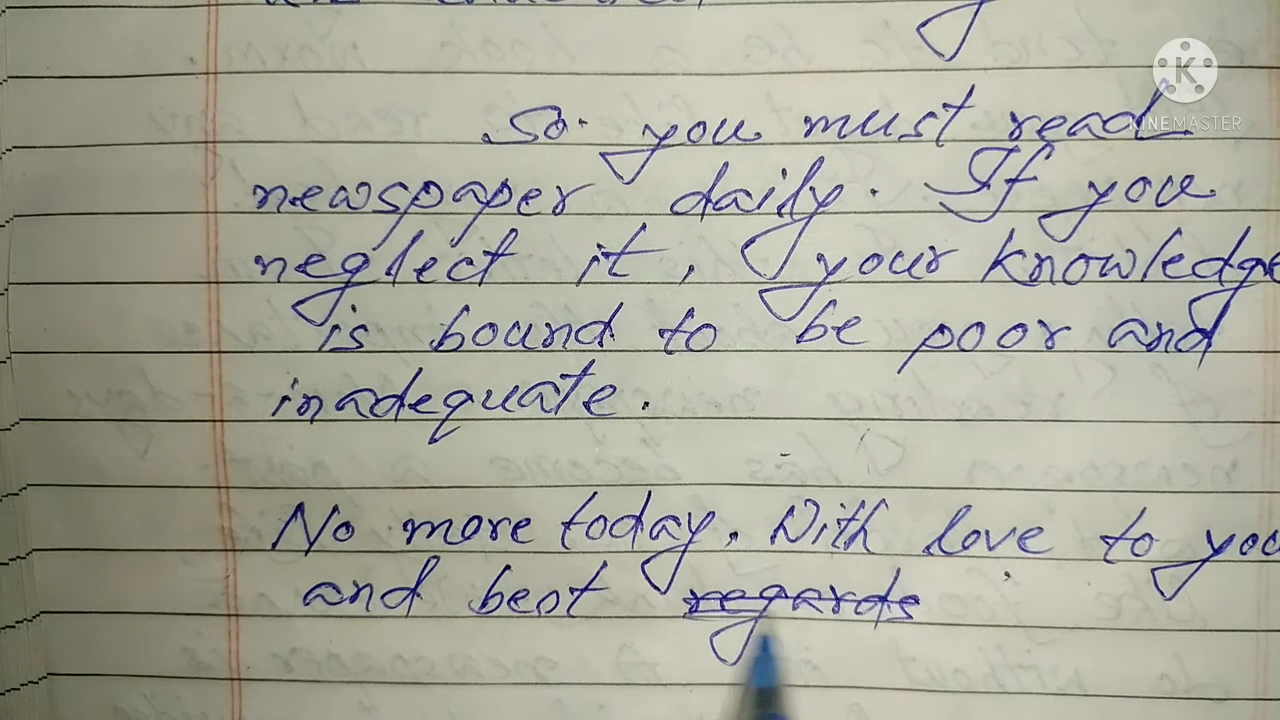 So you must read
newspaper daily. If you
neglect it, your knowledge
is bound to be poor and
inadequate.
No more today. With love to you
and best regards
KINEMASTER